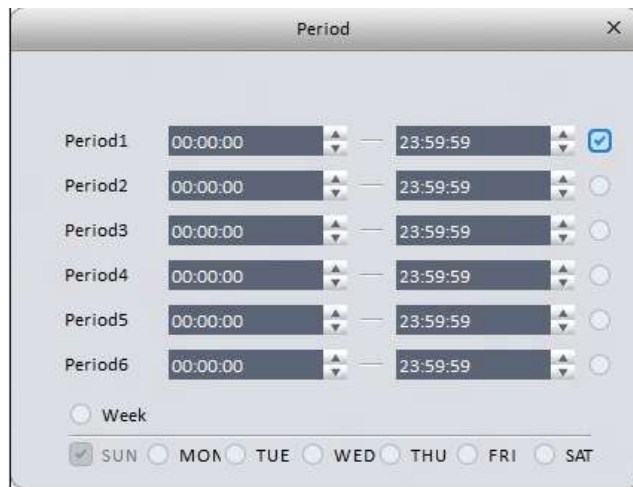 Period
Period1 00:00:00 — 23:59:59
Period2 00:00:00 — 23:59:59
Period3 00:00:00 — 23:59:59
Period4 00:00:00 — 23:59:59
Period5 00:00:00 — 23:59:59
Period6 00:00:00 — 23:59:59
Week
SUN MON TUE WED THU FRI SAT